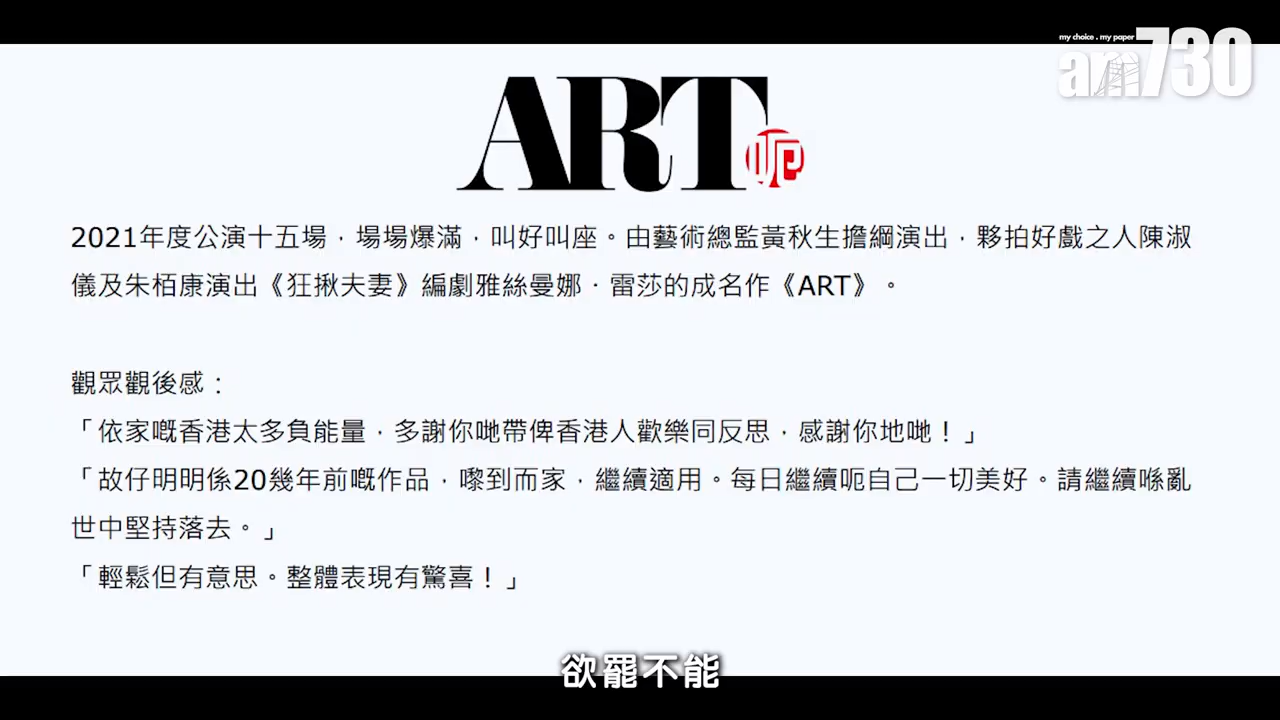 my choice . my paper
am730
ART
呃
2021年度公演十五場，場場爆滿，叫好叫座。由藝術總監黃秋生擔綱演出，夥拍好戲之人陳淑
儀及朱栢康演出《狂揪夫妻》編劇雅絲曼娜．雷莎的成名作《ART》。
觀眾觀後感：
「依家嘅香港太多負能量，多謝你哋帶俾香港人歡樂同反思，感謝你地哋！」
「故仔明明係20幾年前嘅作品，嚟到而家，繼續適用。每日繼續呃自己一切美好。請繼續喺亂
世中堅持落去。」
「輕鬆但有意思。整體表現有驚喜！」
欲罷不能